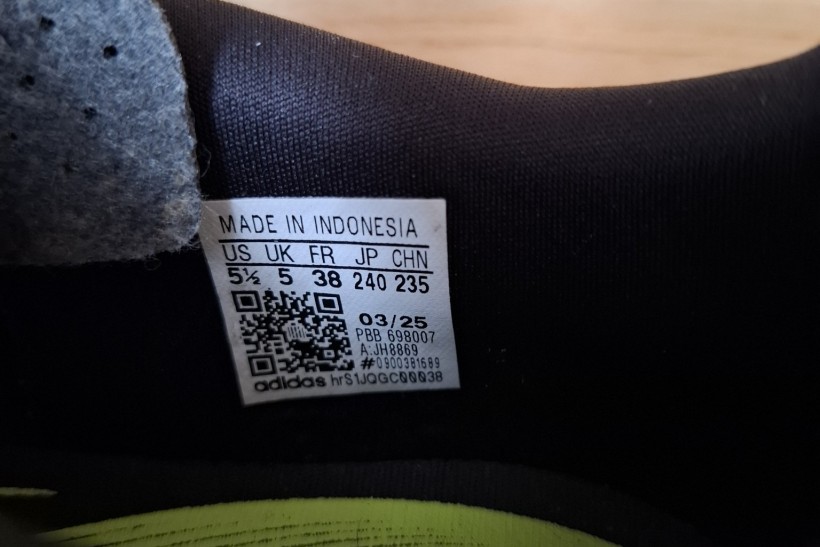 MADE IN INDONESIA
US UK FR JP CHN
5½ 5 38 240 235
03/25
PBB 698007
A:JH8869
#0900381689
adidas hrS1JQGC00038